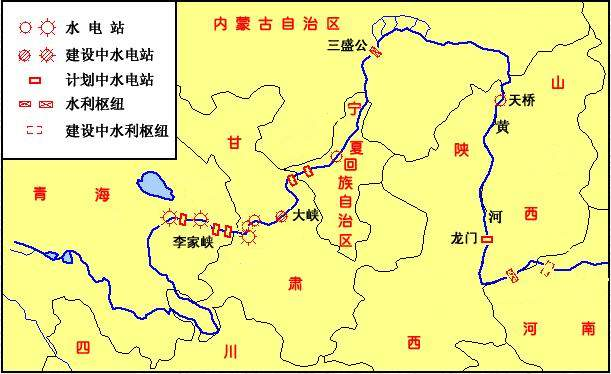 水 电 站
建设中水电站
计划中水电站
水利枢纽
建设中水利枢纽
内蒙古自治区
三盛公
宁夏回族自治区
甘肃
青海
陕西
山西
天桥
黄河
龙门
大峡
李家峡
四川
河南